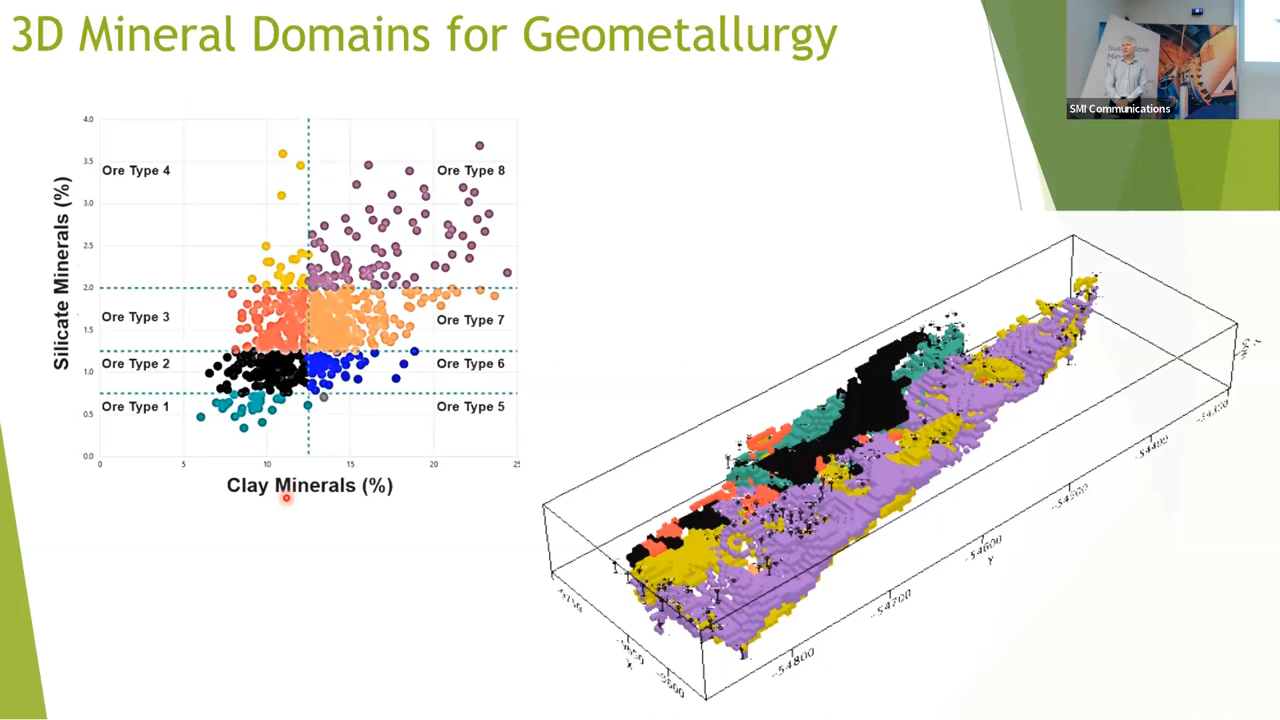 3D Mineral Domains for Geometallurgy
SMI Communications
4.0
Ore Type 4
Ore Type 8
3.5
3.0
2.5
2.0
Ore Type 3
Ore Type 7
1.5
Ore Type 2
Ore Type 6
1.0
Ore Type 1
Ore Type 5
0.5
0.0
0 5 10 15 20 25
Silicate Minerals (%)
Clay Minerals (%)
-54400
-54500
-54600
Y
-54700
-54800
X